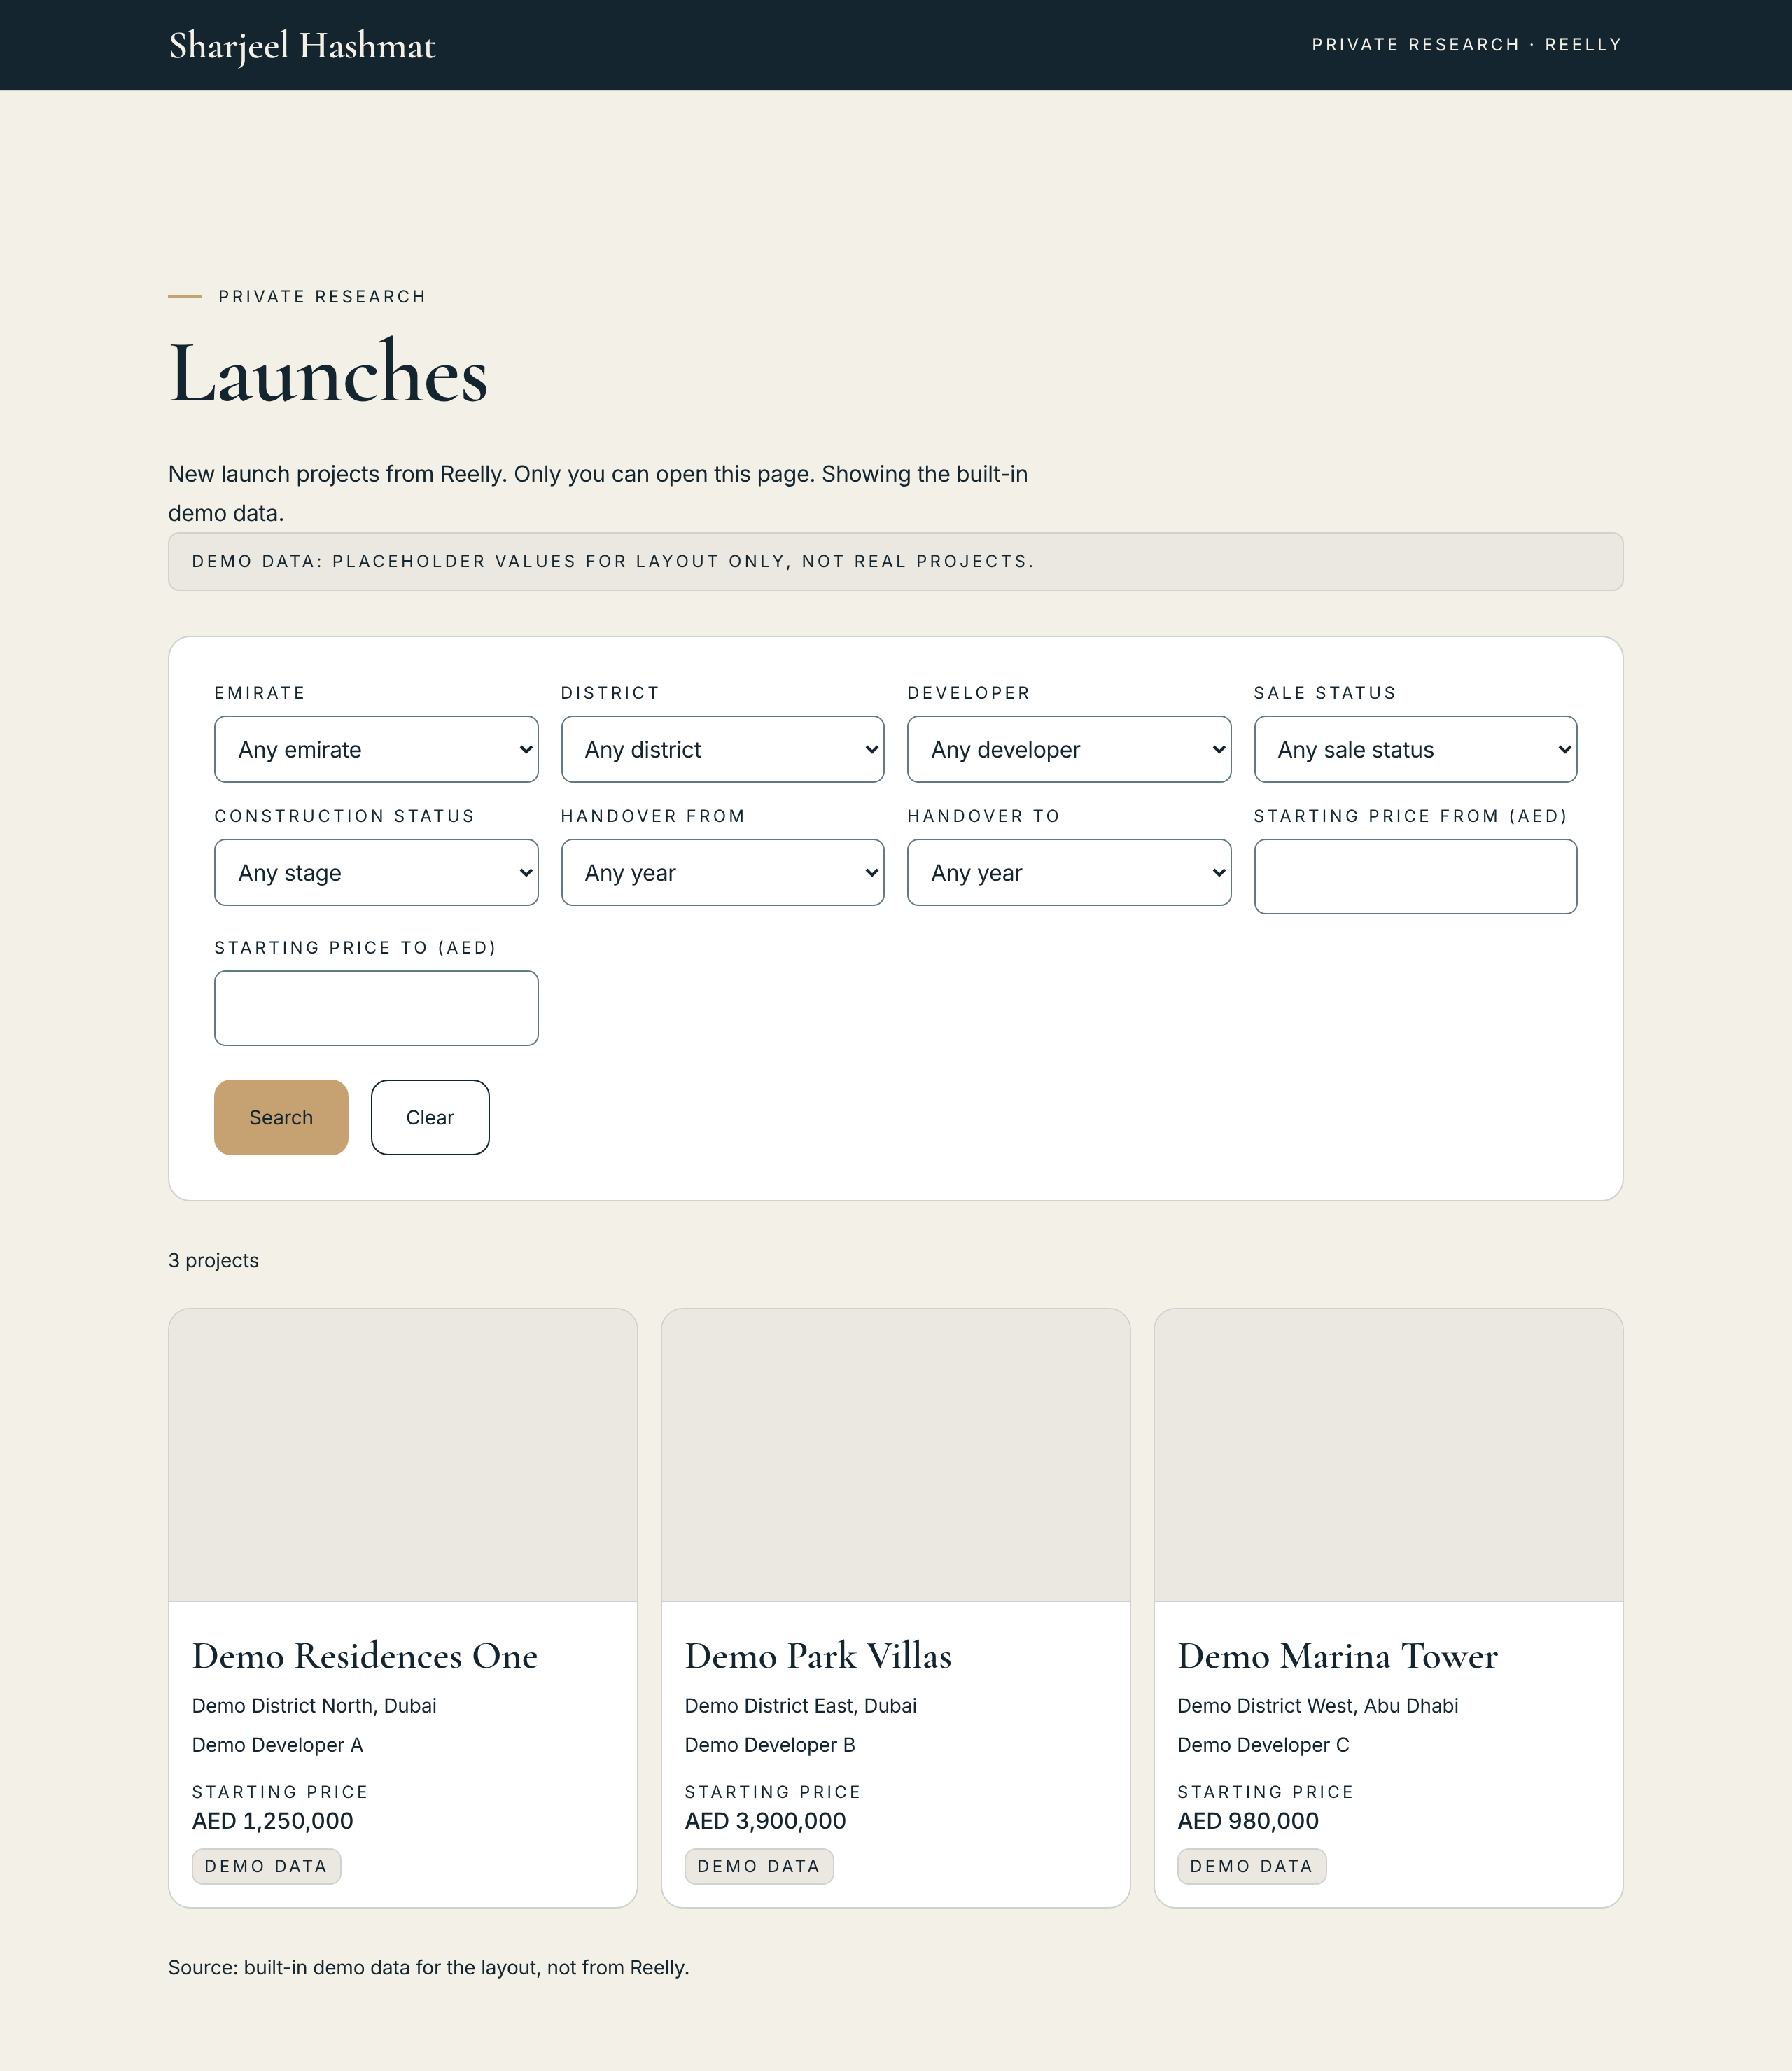 Sharjeel Hashmat
PRIVATE RESEARCH · REELLY
PRIVATE RESEARCH
Launches
New launch projects from Reelly. Only you can open this page. Showing the built-in
demo data.
DEMO DATA: PLACEHOLDER VALUES FOR LAYOUT ONLY, NOT REAL PROJECTS.
EMIRATE
Any emirate
DISTRICT
Any district
DEVELOPER
Any developer
SALE STATUS
Any sale status
CONSTRUCTION STATUS
Any stage
HANDOVER FROM
Any year
HANDOVER TO
Any year
STARTING PRICE FROM (AED)
STARTING PRICE TO (AED)
Search
Clear
3 projects
Demo Residences One
Demo District North, Dubai
Demo Developer A
STARTING PRICE
AED 1,250,000
DEMO DATA
Demo Park Villas
Demo District East, Dubai
Demo Developer B
STARTING PRICE
AED 3,900,000
DEMO DATA
Demo Marina Tower
Demo District West, Abu Dhabi
Demo Developer C
STARTING PRICE
AED 980,000
DEMO DATA
Source: built-in demo data for the layout, not from Reelly.